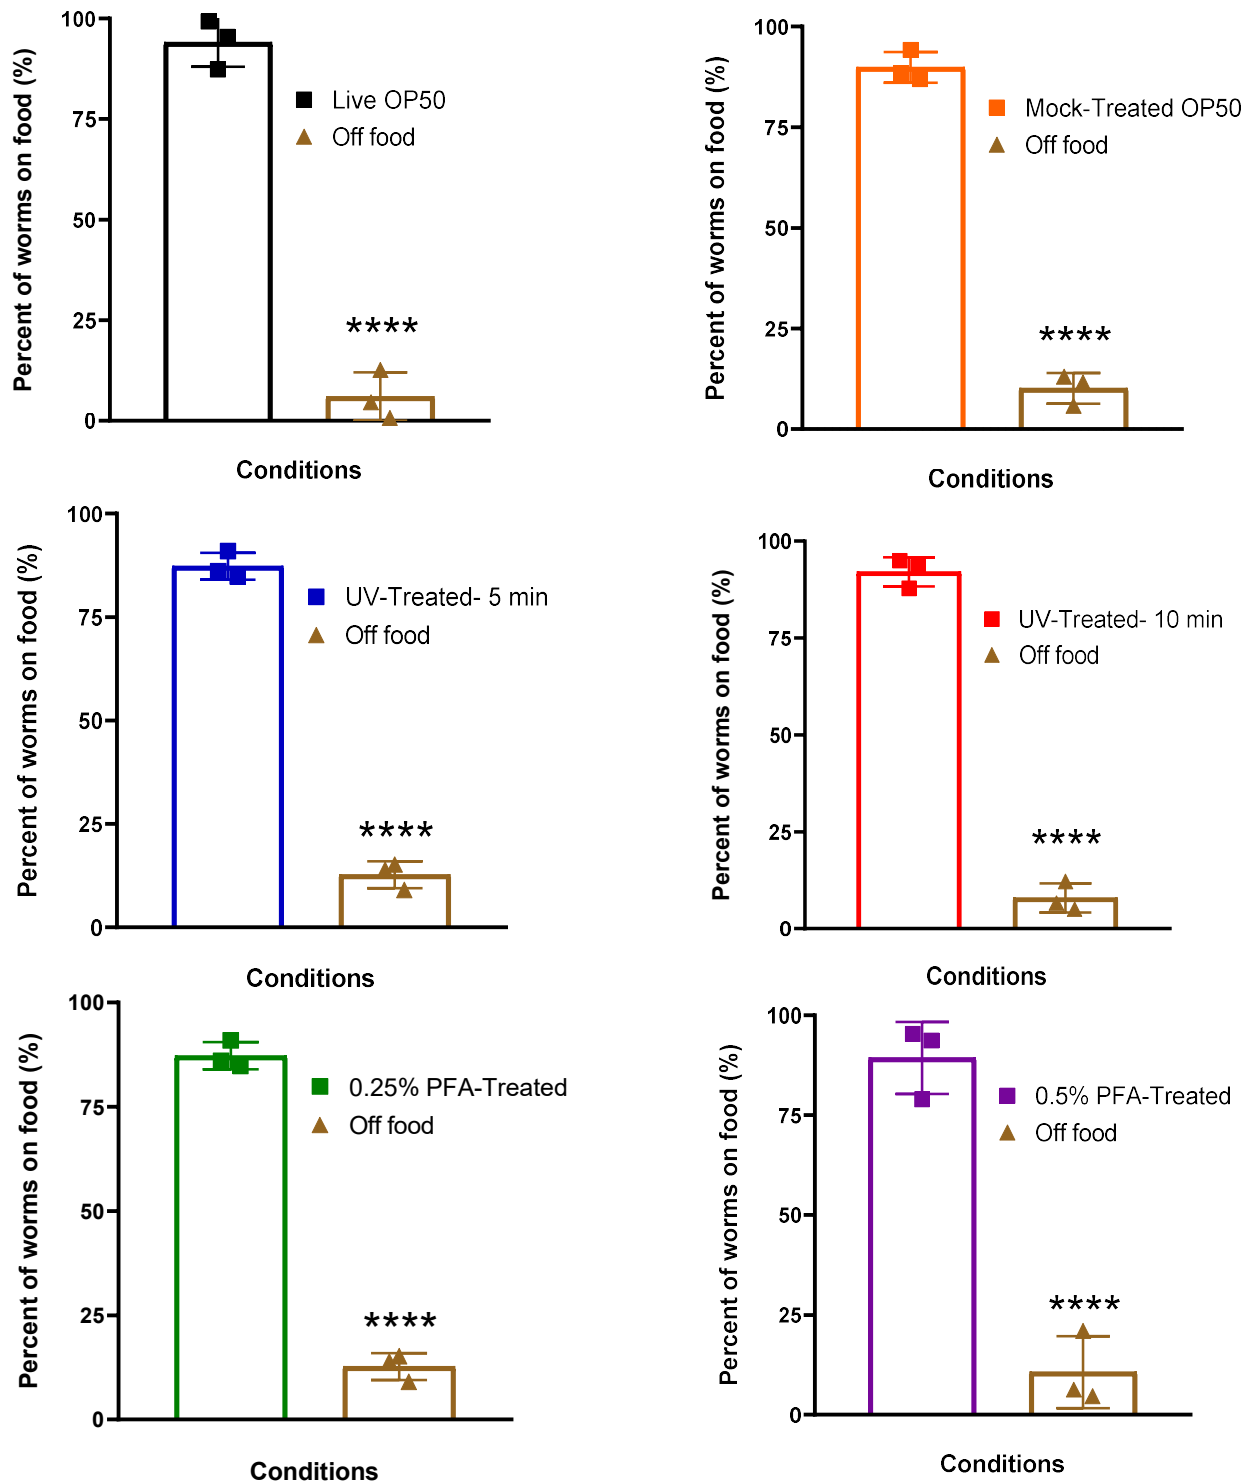 Percent of worms on food (%)
100
75
50
25
0
Live OP50
Off food
****
Conditions
Percent of worms on food (%)
100
75
50
25
0
Mock-Treated OP50
Off food
****
Conditions
Percent of worms on food (%)
100
75
50
25
0
UV-Treated- 5 min
Off food
****
Conditions
Percent of worms on food (%)
100
75
50
25
0
UV-Treated- 10 min
Off food
****
Conditions
Percent of worms on food (%)
100
75
50
25
0
0.25% PFA-Treated
Off food
****
Conditions
Percent of worms on food (%)
100
75
50
25
0
0.5% PFA-Treated
Off food
****
Conditions